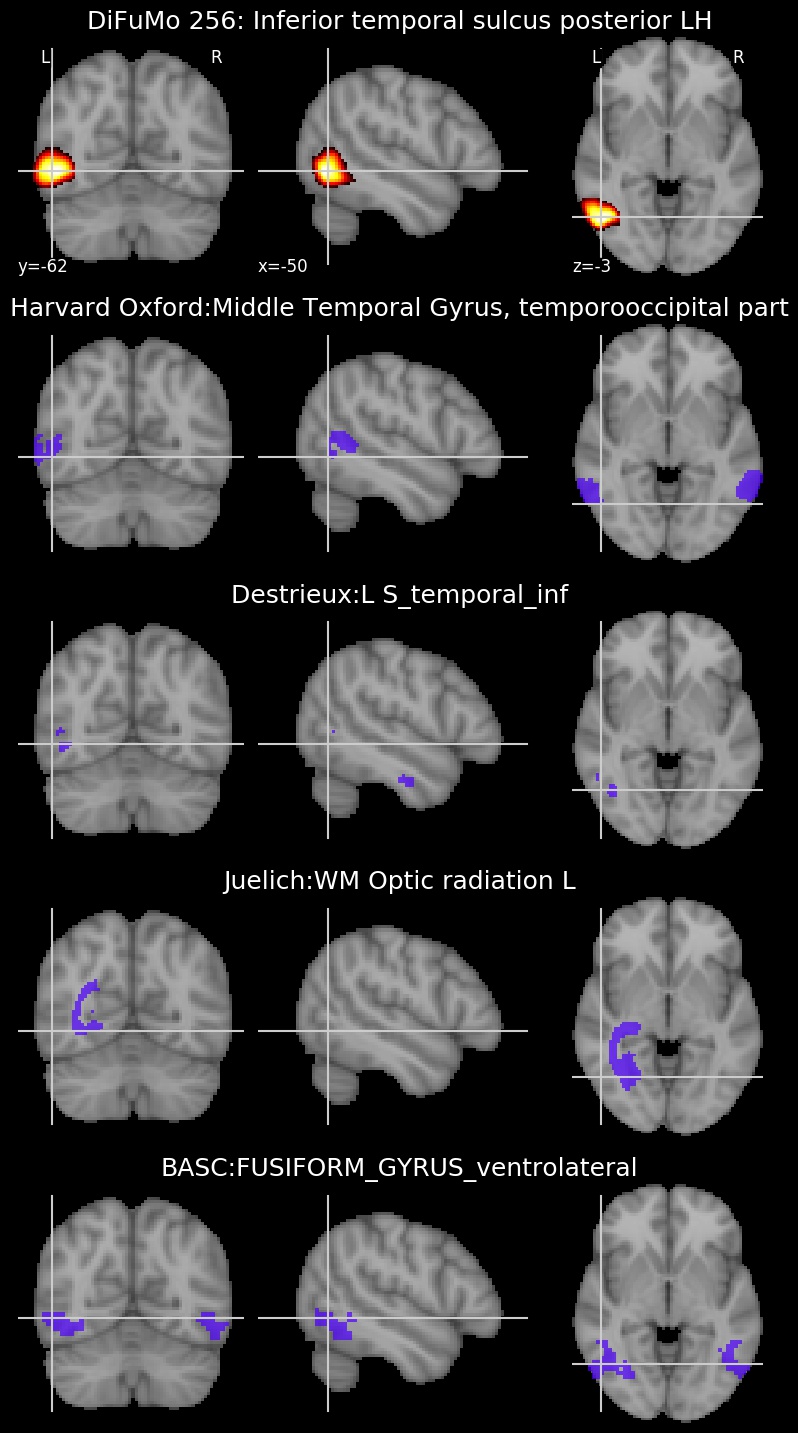 DiFuMo 256: Inferior temporal sulcus posterior LH
L R L R
y=-62 x=-50 z=-3
Harvard Oxford:Middle Temporal Gyrus, temporooccipital part
Destrieux:L S_temporal_inf
Juelich:WM Optic radiation L
BASC:FUSIFORM_GYRUS_ventrolateral